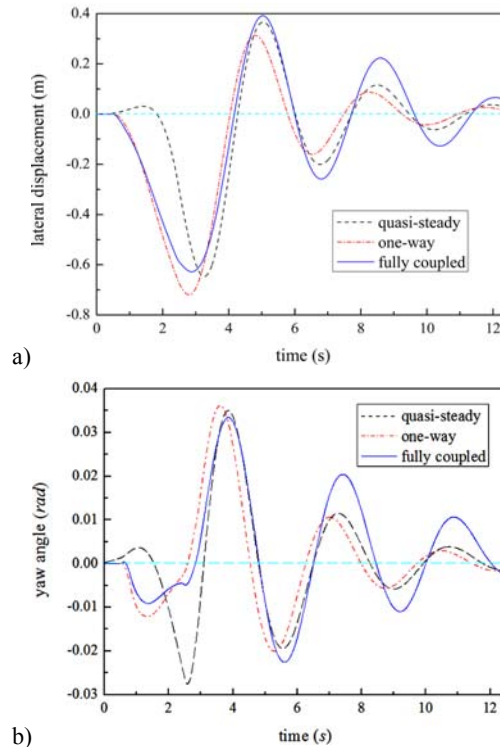 0.4
0.2
0.0
-0.2
-0.4
-0.6
-0.8
lateral displacement (m)
quasi-steady
one-way
fully coupled
0 2 4 6 8 10 12
time (s)
a)
0.04
0.03
0.02
0.01
0.00
-0.01
-0.02
-0.03
yaw angle (rad)
quasi-steady
one-way
fully coupled
0 2 4 6 8 10 12
time (s)
b)